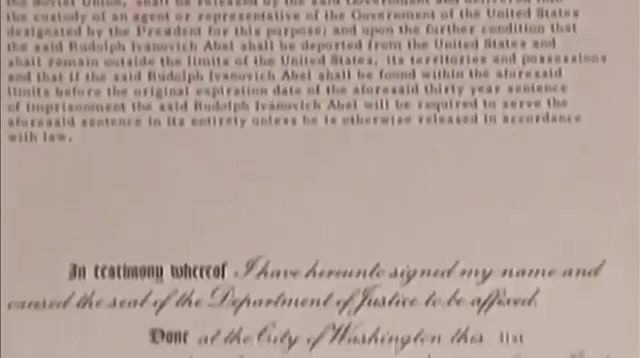 the Soviet Union, shall be released by the said Government and delivered into
the custody of an agent or representative of the Government of the United States
designated by the President for this purpose; and upon the further condition that
the said Rudolph Ivanovich Abel shall be deported from the United States and
shall remain outside the limits of the United States, its territories and possessions
and that if the said Rudolph Ivanovich Abel shall be found within the aforesaid
limits before the original expiration date of the aforesaid thirty year sentence
of imprisonment the said Rudolph Ivanovich Abel will be required to serve the
aforesaid sentence in its entirety unless he is otherwise released in accordance
with law.
In testimony whereof I have hereunto signed my name and
caused the seal of the Department of Justice to be affixed.
Done at the City of Washington this 31st